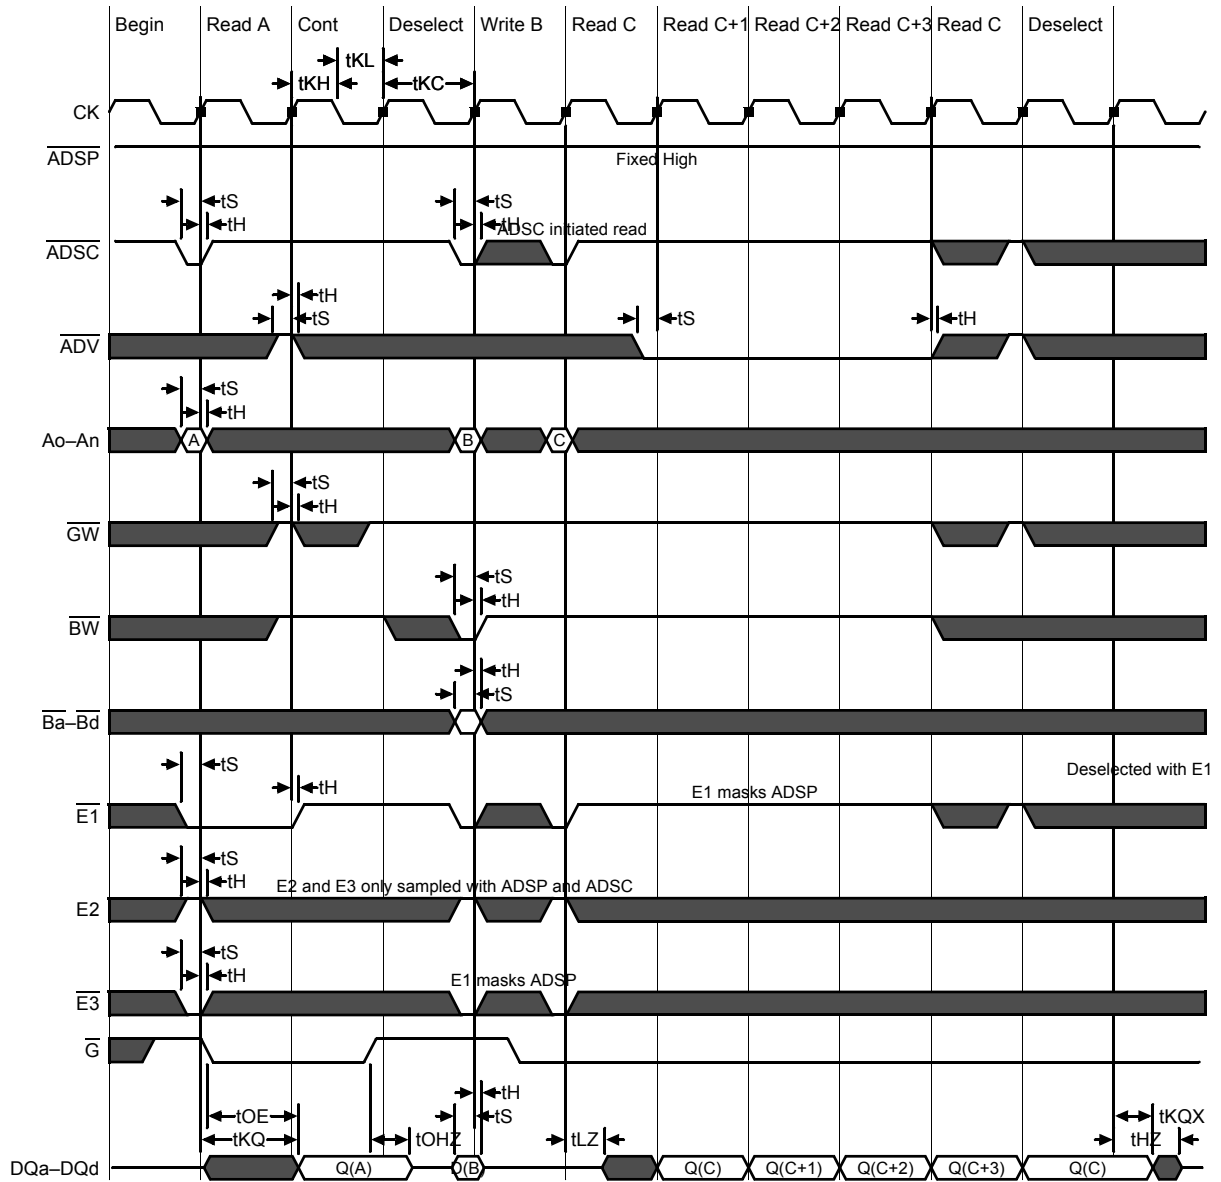 Begin Read A Cont Deselect Write B Read C Read C+1 Read C+2 Read C+3 Read C Deselect
tKL
tKH tKC
CK
ADSP Fixed High
tS tS
tH tH
ADSC initiated read
ADSC
tH
tS tS tH
ADV
tS
tH
Ao–An A B C
tS
tH
GW
tS
tH
BW
tH
tS
Ba–Bd
tS Deselected with E1
tH E1 masks ADSP
E1
tS
tH E2 and E3 only sampled with ADSP and ADSC
E2
tS
tH E1 masks ADSP
E3
G
tH
tOE tS tKQX
tKQ tOHZ tLZ tHZ
DQa–DQd Q(A) D(B) Q(C) Q(C+1) Q(C+2) Q(C+3) Q(C)